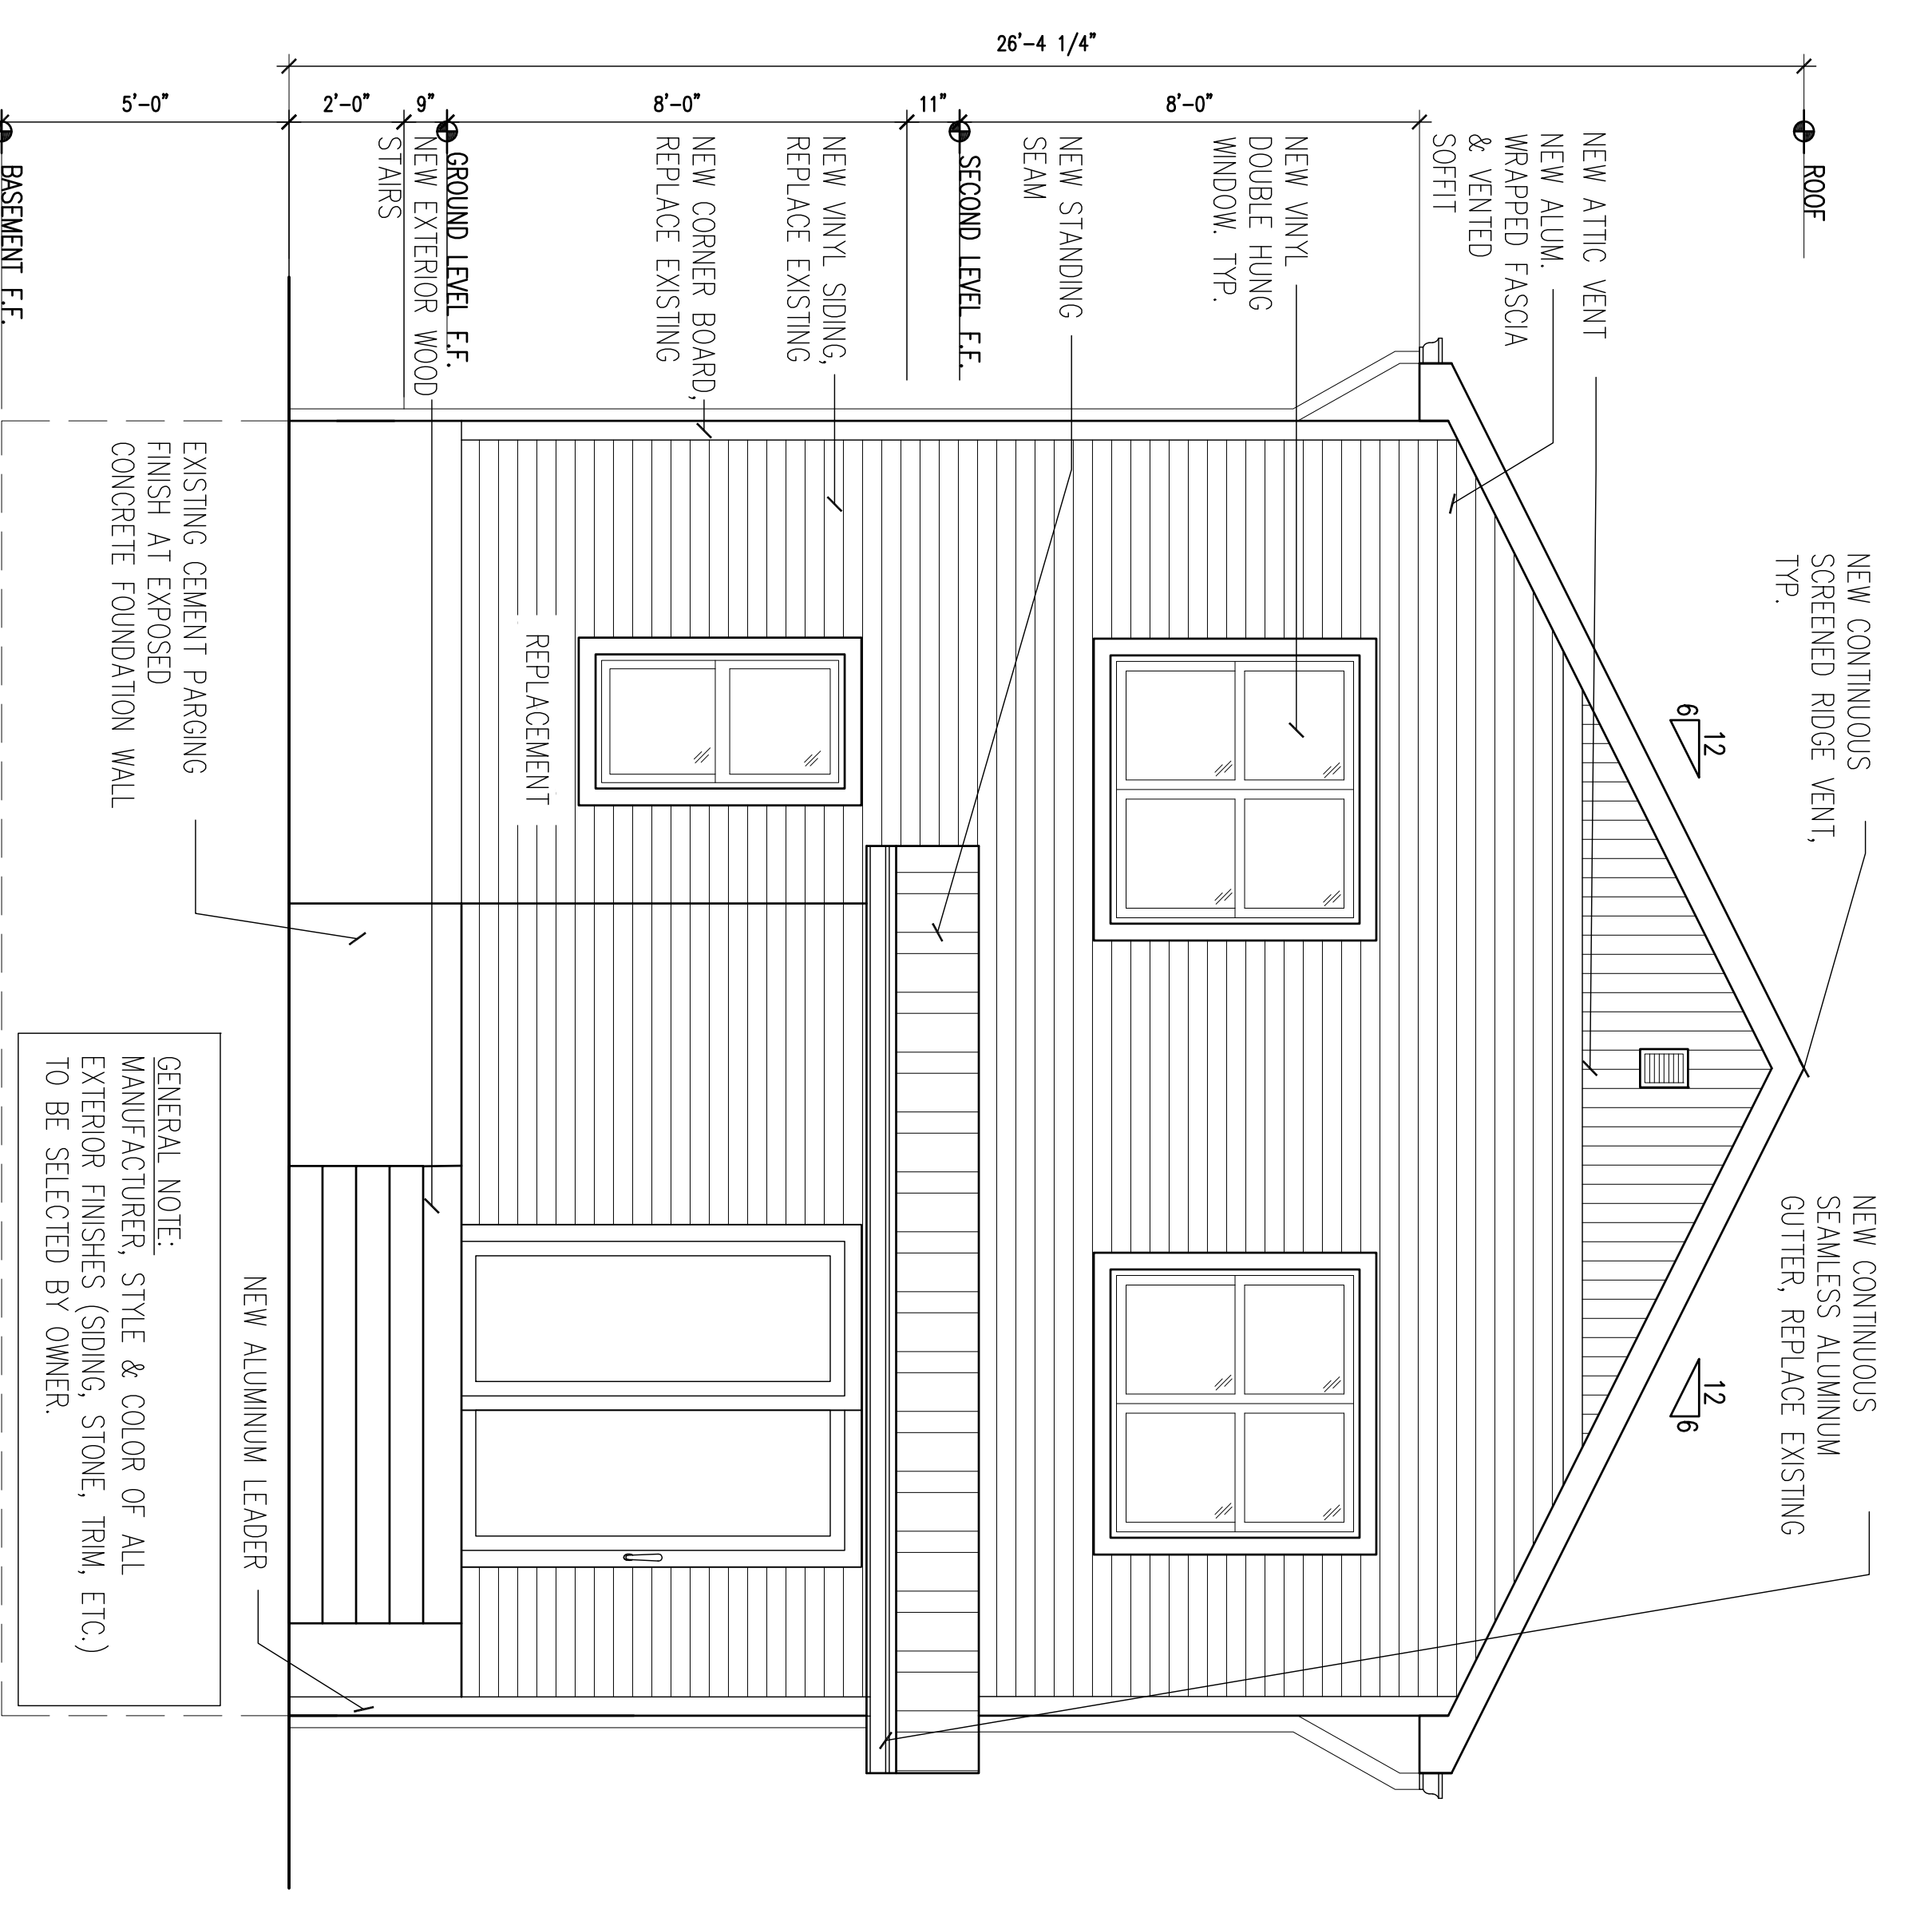 NEW CONTINUOUS
SCREENED RIDGE VENT,
TYP.
NEW CONTINUOUS
SEAMLESS ALUMINUM
GUTTER, REPLACE EXISTING
12
6
12
6
ROOF
NEW ATTIC VENT
NEW ALUM.
WRAPPED FASCIA
& VENTED
SOFFIT
NEW VINYL
DOUBLE HUNG
WINDOW. TYP.
NEW STANDING
SEAM
SECOND LEVEL F.F.
NEW VINYL SIDING,
REPLACE EXISTING
NEW CORNER BOARD,
REPLACE EXISTING
GROUND LEVEL F.F.
NEW EXTERIOR WOOD
STAIRS
REPLACEMENT
BASEMENT F.F.
26'-4 1/4"
8'-0"
11"
8'-0"
9"
2'-0"
5'-0"
EXISTING CEMENT PARGING
FINISH AT EXPOSED
CONCRETE FOUNDATION WALL
NEW ALUMINUM LEADER
GENERAL NOTE:
MANUFACTURER, STYLE & COLOR OF ALL
EXTERIOR FINISHES (SIDING, STONE, TRIM, ETC.)
TO BE SELECTED BY OWNER.